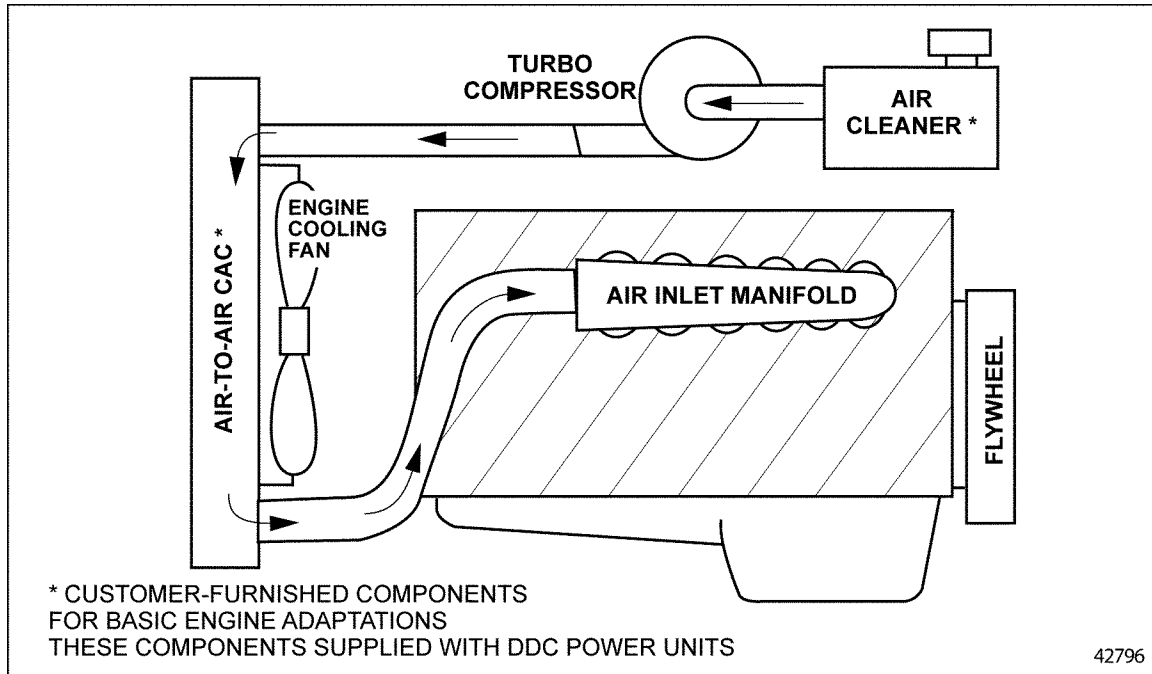 TURBO
COMPRESSOR
AIR
CLEANER *
ENGINE
COOLING
FAN
AIR-TO-AIR CAC *
AIR INLET MANIFOLD
FLYWHEEL
* CUSTOMER-FURNISHED COMPONENTS
FOR BASIC ENGINE ADAPTATIONS
THESE COMPONENTS SUPPLIED WITH DDC POWER UNITS
42796